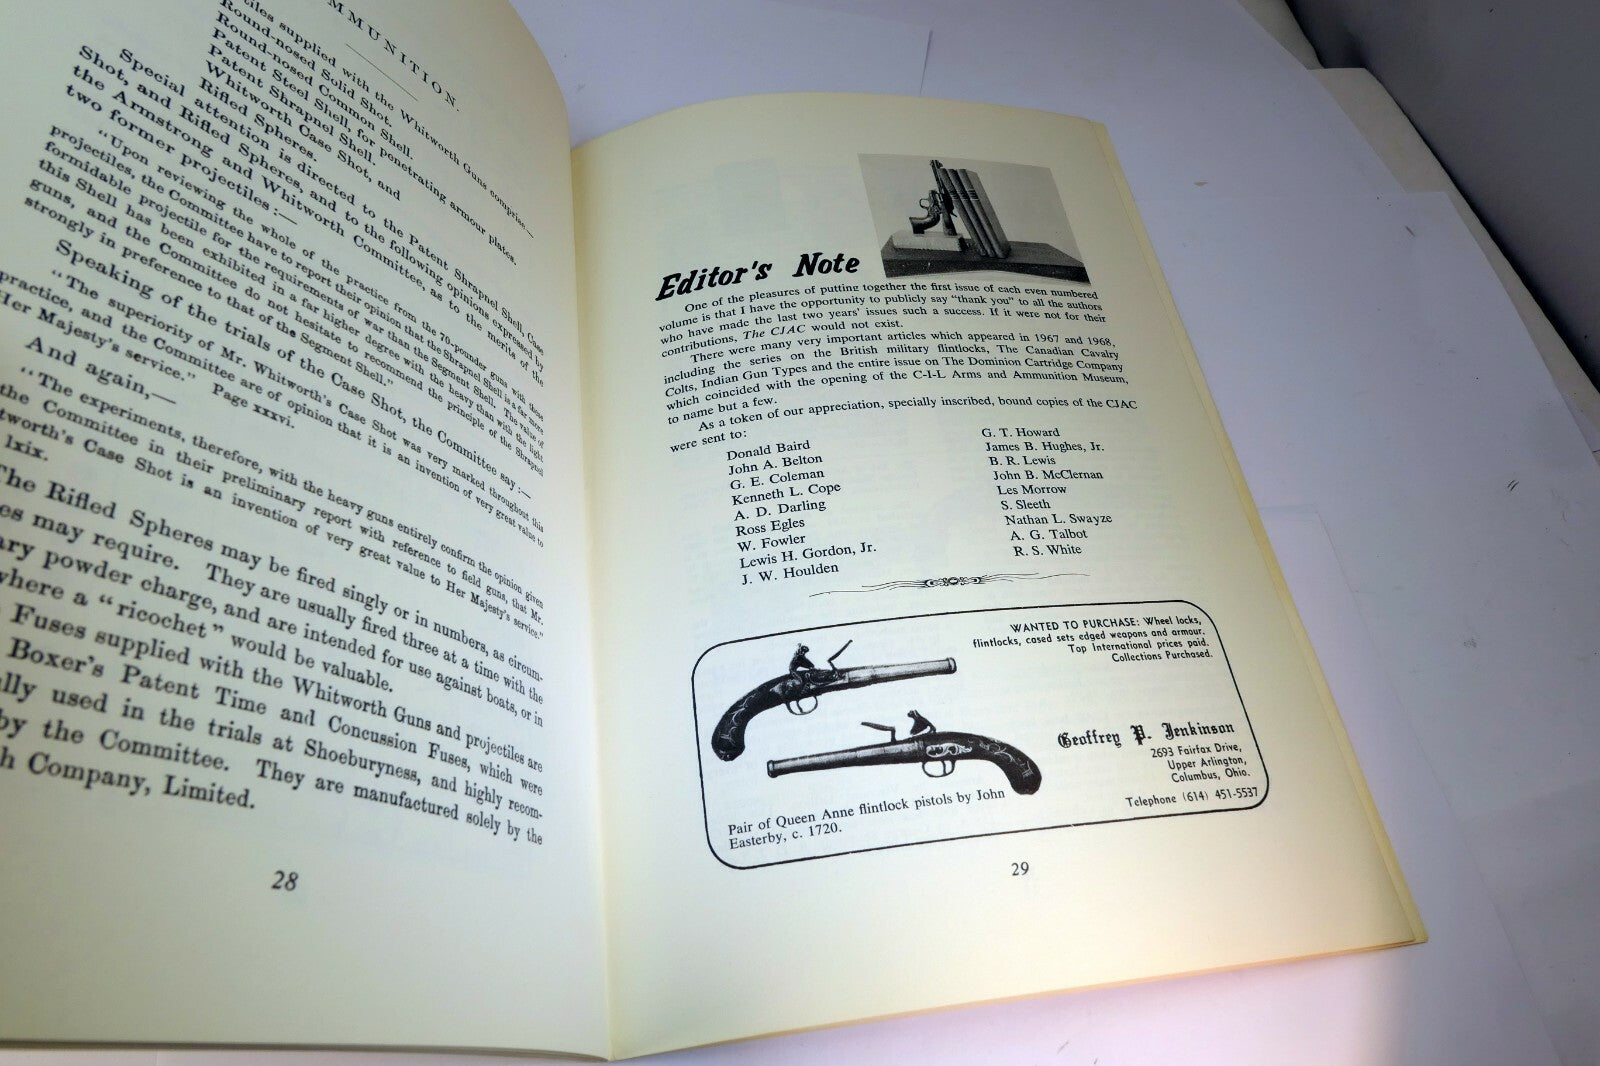 MMUNITION.
tiles supplied with the Whitworth Guns comprise—
Round-nosed Solid Shot.
Round-nosed Common Shell.
Patent Steel Shell, for penetrating armour plates.
Patent Shrapnel Shell.
Whitworth Case Shot, and
Rifled Spheres.
Special attention is directed to the Patent Shrapnel Shell, Case
Shot, and Rifled Spheres, and to the following opinions expressed by
the Armstrong and Whitworth Committee, as to the merits of the
two former projectiles :—
"Upon reviewing the whole of the practice from the 70-pounder guns with those
projectiles, the Committee have to report their opinion that the Shrapnel Shell is a far more
formidable projectile for the requirements of war than the Segment Shell. The value of
this Shell has been exhibited in a far higher degree with the heavy than with the light
guns, and the Committee do not hesitate to recommend the principle of the Shrapnel
strongly in preference to that of the Segment Shell."
Speaking of the trials of the Case Shot, the Committee say :—
"The superiority of Mr. Whitworth's Case Shot was very marked throughout this
practice, and the Committee are of opinion that it is an invention of very great value to
Her Majesty's service." Page xxxvi.
And again,—
"The experiments, therefore, with the heavy guns entirely confirm the opinion given
the Committee in their preliminary report with reference to field guns, that Mr.
tworth's Case Shot is an invention of very great value to Her Majesty's service."
lxix.
The Rifled Spheres may be fired singly or in numbers, as circum-
es may require. They are usually fired three at a time with the
ary powder charge, and are intended for use against boats, or in
where a "ricochet" would be valuable.
Fuses supplied with the Whitworth Guns and projectiles are
Boxer's Patent Time and Concussion Fuses, which were
ally used in the trials at Shoeburyness, and highly recom-
by the Committee. They are manufactured solely by the
h Company, Limited.
28
Editor's Note
One of the pleasures of putting together the first issue of each even numbered
volume is that I have the opportunity to publicly say "thank you" to all the authors
who have made the last two years' issues such a success. If it were not for their
contributions, The CJAC would not exist.
There were many very important articles which appeared in 1967 and 1968,
including the series on the British military flintlocks, The Canadian Cavalry
Colts, Indian Gun Types and the entire issue on The Dominion Cartridge Company
which coincided with the opening of the C-I-L Arms and Ammunition Museum,
to name but a few.
As a token of our appreciation, specially inscribed, bound copies of the CJAC
were sent to:
Donald Baird
John A. Belton
G. E. Coleman
Kenneth L. Cope
A. D. Darling
Ross Egles
W. Fowler
Lewis H. Gordon, Jr.
J. W. Houlden
G. T. Howard
James B. Hughes, Jr.
B. R. Lewis
John B. McClernan
Les Morrow
S. Sleeth
Nathan L. Swayze
A. G. Talbot
R. S. White
WANTED TO PURCHASE: Wheel locks,
flintlocks, cased sets edged weapons and armour.
Top International prices paid.
Collections Purchased.
Geoffrey P. Jenkinson
2693 Fairfax Drive,
Upper Arlington,
Columbus, Ohio.
Telephone (614) 451-5537
Pair of Queen Anne flintlock pistols by John
Easterby, c. 1720.
29